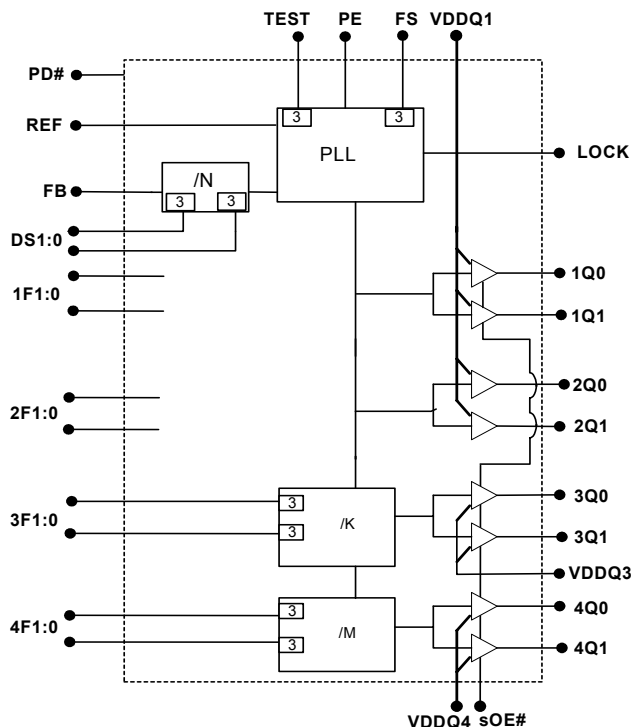 TEST PE FS VDDQ1
PD#
3 3
REF
PLL
LOCK
/N
FB
3 3
DS1:0
1F1:0
1Q0
1Q1
2F1:0
2Q0
2Q1
3F1:0
3
3
/K
3Q0
3Q1
VDDQ3
4F1:0
3
3
/M
4Q0
4Q1
VDDQ4 sOE#